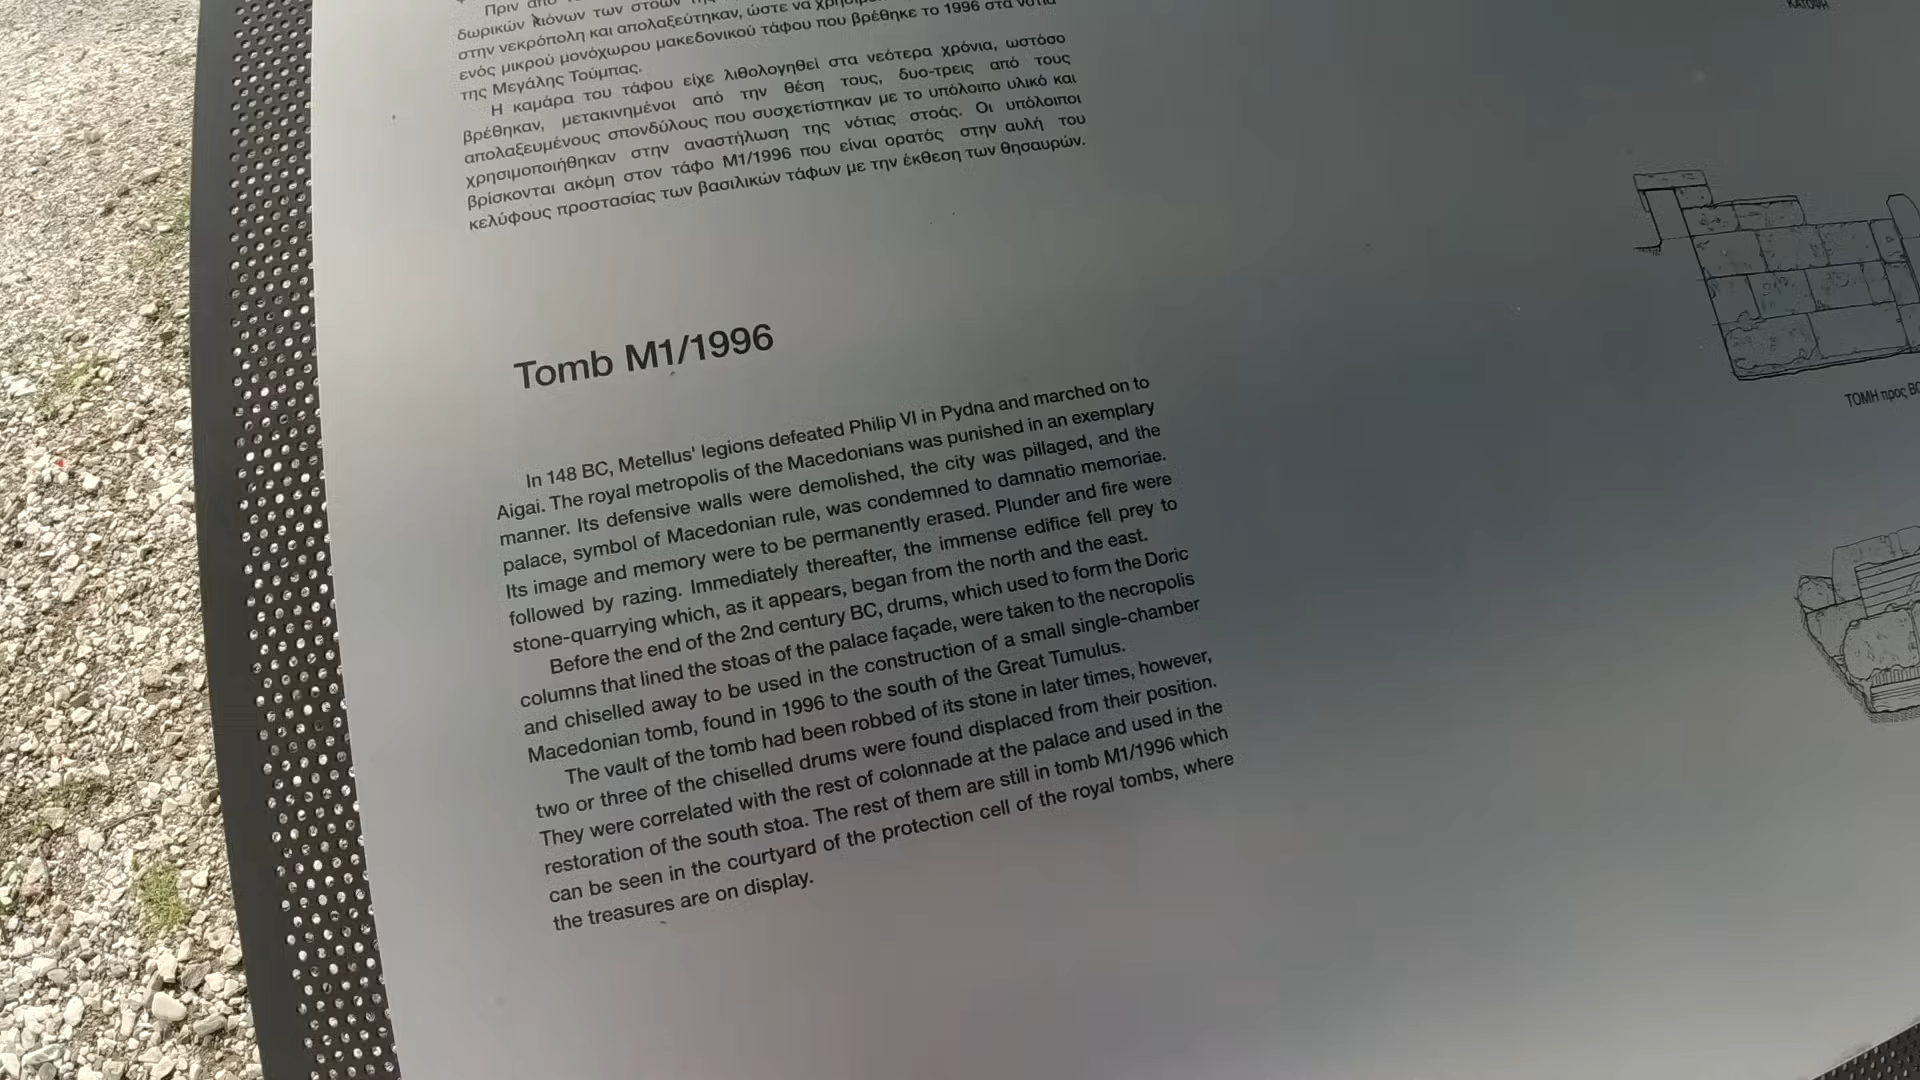 Πριν από
δωρικών κιόνων των στοών
στην νεκρόπολη και απολαξεύτηκαν, ώστε να
ενός μικρού μονόχωρου μακεδονικού τάφου που βρέθηκε το 1996 στα νότια
της Μεγάλης Τούμπας.
Η καμάρα του τάφου είχε λιθολογηθεί στα νεότερα χρόνια, ωστόσο
βρέθηκαν, μετακινημένοι από την θέση τους, δυο-τρεις από τους
απολαξευμένους σπονδύλους που συσχετίστηκαν με το υπόλοιπο υλικό και
χρησιμοποιήθηκαν στην αναστήλωση της νότιας στοάς. Οι υπόλοιποι
βρίσκονται ακόμη στον τάφο Μ1/1996 που είναι ορατός στην αυλή του
κελύφους προστασίας των βασιλικών τάφων με την έκθεση των θησαυρών.
Tomb M1/1996
In 148 BC, Metellus' legions defeated Philip VI in Pydna and marched on to
Aigai. The royal metropolis of the Macedonians was punished in an exemplary
manner. Its defensive walls were demolished, the city was pillaged, and the
palace, symbol of Macedonian rule, was condemned to damnatio memoriae.
Its image and memory were to be permanently erased. Plunder and fire were
followed by razing. Immediately thereafter, the immense edifice fell prey to
stone-quarrying which, as it appears, began from the north and the east.
Before the end of the 2nd century BC, drums, which used to form the Doric
columns that lined the stoas of the palace façade, were taken to the necropolis
and chiselled away to be used in the construction of a small single-chamber
Macedonian tomb, found in 1996 to the south of the Great Tumulus.
The vault of the tomb had been robbed of its stone in later times, however,
two or three of the chiselled drums were found displaced from their position.
They were correlated with the rest of colonnade at the palace and used in the
restoration of the south stoa. The rest of them are still in tomb M1/1996 which
can be seen in the courtyard of the protection cell of the royal tombs, where
the treasures are on display.
ΚΑΤΟΨΗ
ΤΟΜΗ προς